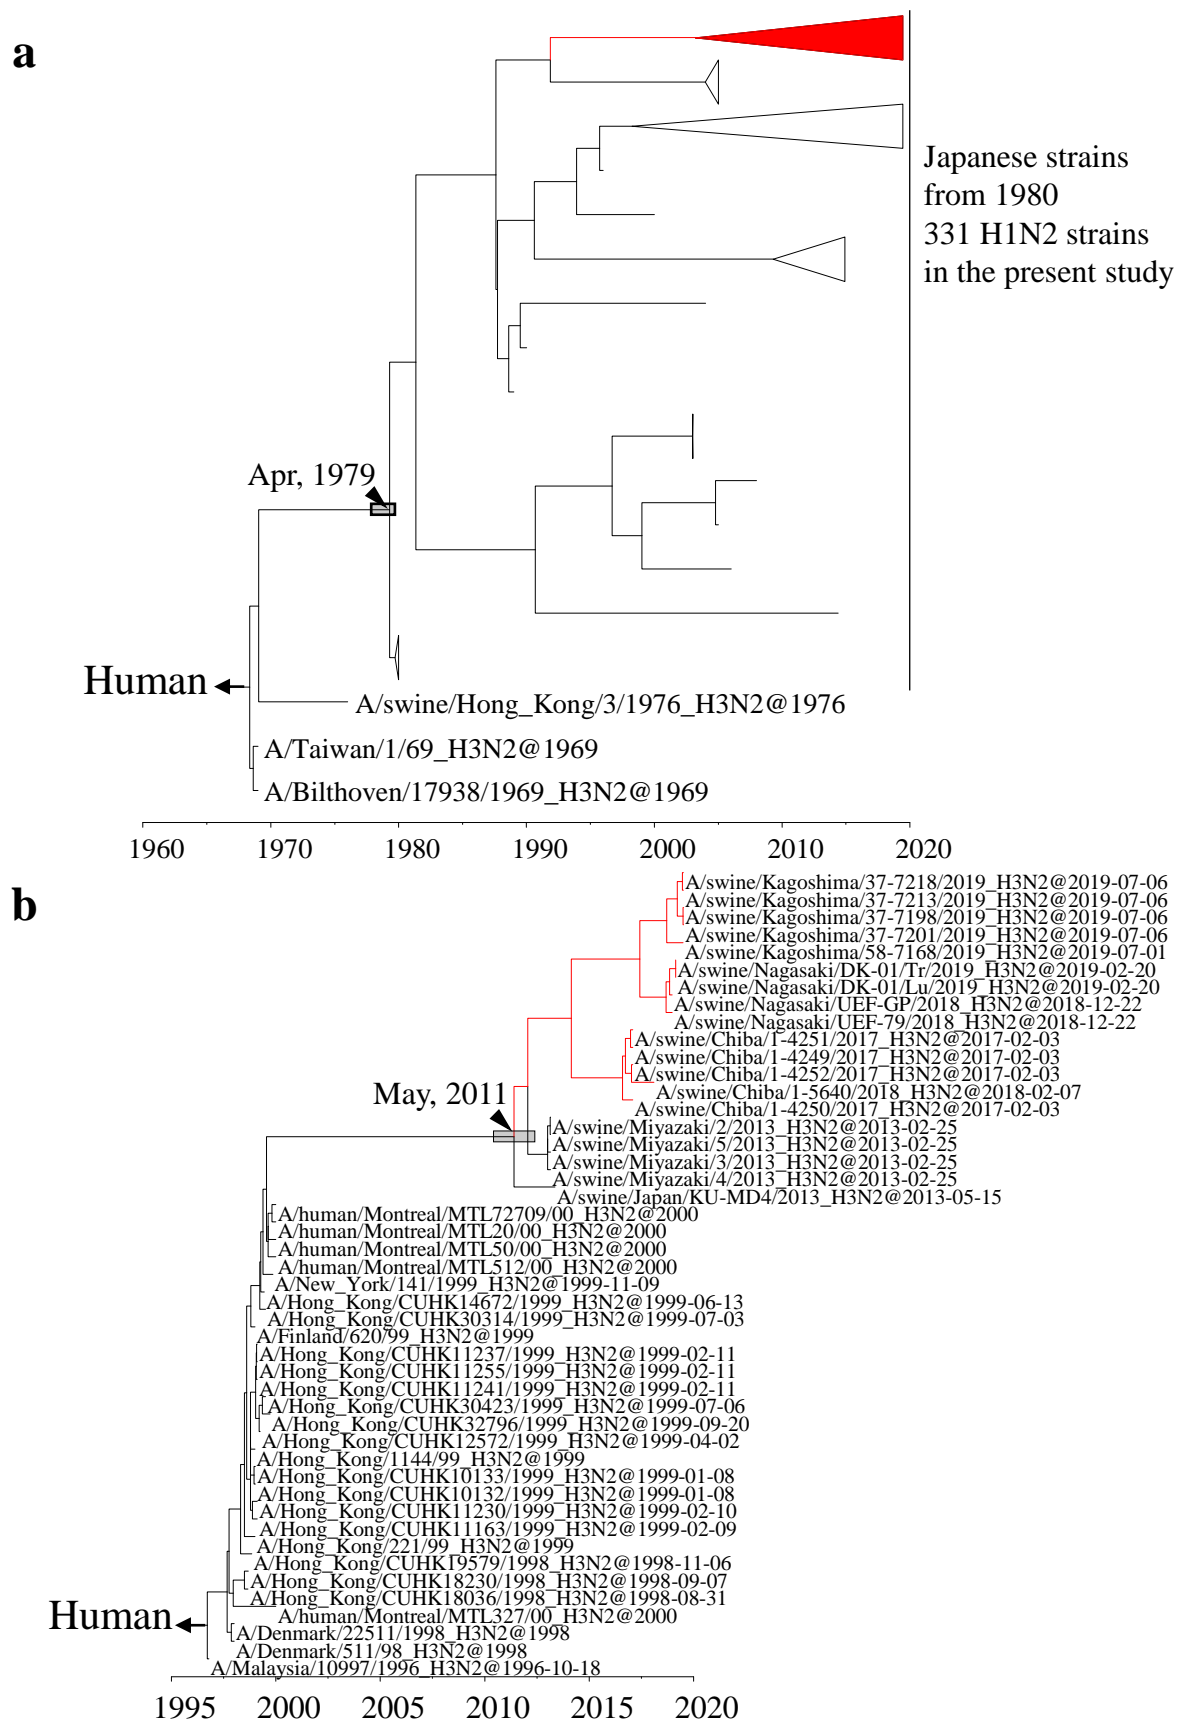 a
Japanese strains
from 1980
331 H1N2 strains
in the present study
Apr, 1979
Human
A/swine/Hong_Kong/3/1976_H3N2@1976
A/Taiwan/1/69_H3N2@1969
A/Bilthoven/17938/1969_H3N2@1969
1960 1970 1980 1990 2000 2010 2020
b
A/swine/Kagoshima/37-7218/2019_H3N2@2019-07-06
A/swine/Kagoshima/37-7213/2019_H3N2@2019-07-06
A/swine/Kagoshima/37-7198/2019_H3N2@2019-07-06
A/swine/Kagoshima/37-7201/2019_H3N2@2019-07-06
A/swine/Kagoshima/58-7168/2019_H3N2@2019-07-01
A/swine/Nagasaki/DK-01/Tr/2019_H3N2@2019-02-20
A/swine/Nagasaki/DK-01/Lu/2019_H3N2@2019-02-20
A/swine/Nagasaki/UEF-GP/2018_H3N2@2018-12-22
A/swine/Nagasaki/UEF-79/2018_H3N2@2018-12-22
A/swine/Chiba/1-4251/2017_H3N2@2017-02-03
A/swine/Chiba/1-4249/2017_H3N2@2017-02-03
A/swine/Chiba/1-4252/2017_H3N2@2017-02-03
A/swine/Chiba/1-5640/2018_H3N2@2018-02-07
A/swine/Chiba/1-4250/2017_H3N2@2017-02-03
May, 2011
A/swine/Miyazaki/2/2013_H3N2@2013-02-25
A/swine/Miyazaki/5/2013_H3N2@2013-02-25
A/swine/Miyazaki/3/2013_H3N2@2013-02-25
A/swine/Miyazaki/4/2013_H3N2@2013-02-25
A/swine/Japan/KU-MD4/2013_H3N2@2013-05-15
A/human/Montreal/MTL72709/00_H3N2@2000
A/human/Montreal/MTL20/00_H3N2@2000
A/human/Montreal/MTL50/00_H3N2@2000
A/human/Montreal/MTL512/00_H3N2@2000
A/New_York/141/1999_H3N2@1999-11-09
A/Hong_Kong/CUHK14672/1999_H3N2@1999-06-13
A/Hong_Kong/CUHK30314/1999_H3N2@1999-07-03
A/Finland/620/99_H3N2@1999
A/Hong_Kong/CUHK11237/1999_H3N2@1999-02-11
A/Hong_Kong/CUHK11255/1999_H3N2@1999-02-11
A/Hong_Kong/CUHK11241/1999_H3N2@1999-02-11
A/Hong_Kong/CUHK30423/1999_H3N2@1999-07-06
A/Hong_Kong/CUHK32796/1999_H3N2@1999-09-20
A/Hong_Kong/CUHK12572/1999_H3N2@1999-04-02
A/Hong_Kong/1144/99_H3N2@1999
A/Hong_Kong/CUHK10133/1999_H3N2@1999-01-08
A/Hong_Kong/CUHK10132/1999_H3N2@1999-01-08
A/Hong_Kong/CUHK11230/1999_H3N2@1999-02-10
A/Hong_Kong/CUHK11163/1999_H3N2@1999-02-09
A/Hong_Kong/221/99_H3N2@1999
A/Hong_Kong/CUHK19579/1998_H3N2@1998-11-06
A/Hong_Kong/CUHK18230/1998_H3N2@1998-09-07
A/Hong_Kong/CUHK18036/1998_H3N2@1998-08-31
Human
A/human/Montreal/MTL327/00_H3N2@2000
A/Denmark/22511/1998_H3N2@1998
A/Denmark/511/98_H3N2@1998
A/Malaysia/10997/1996_H3N2@1996-10-18
1995 2000 2005 2010 2015 2020